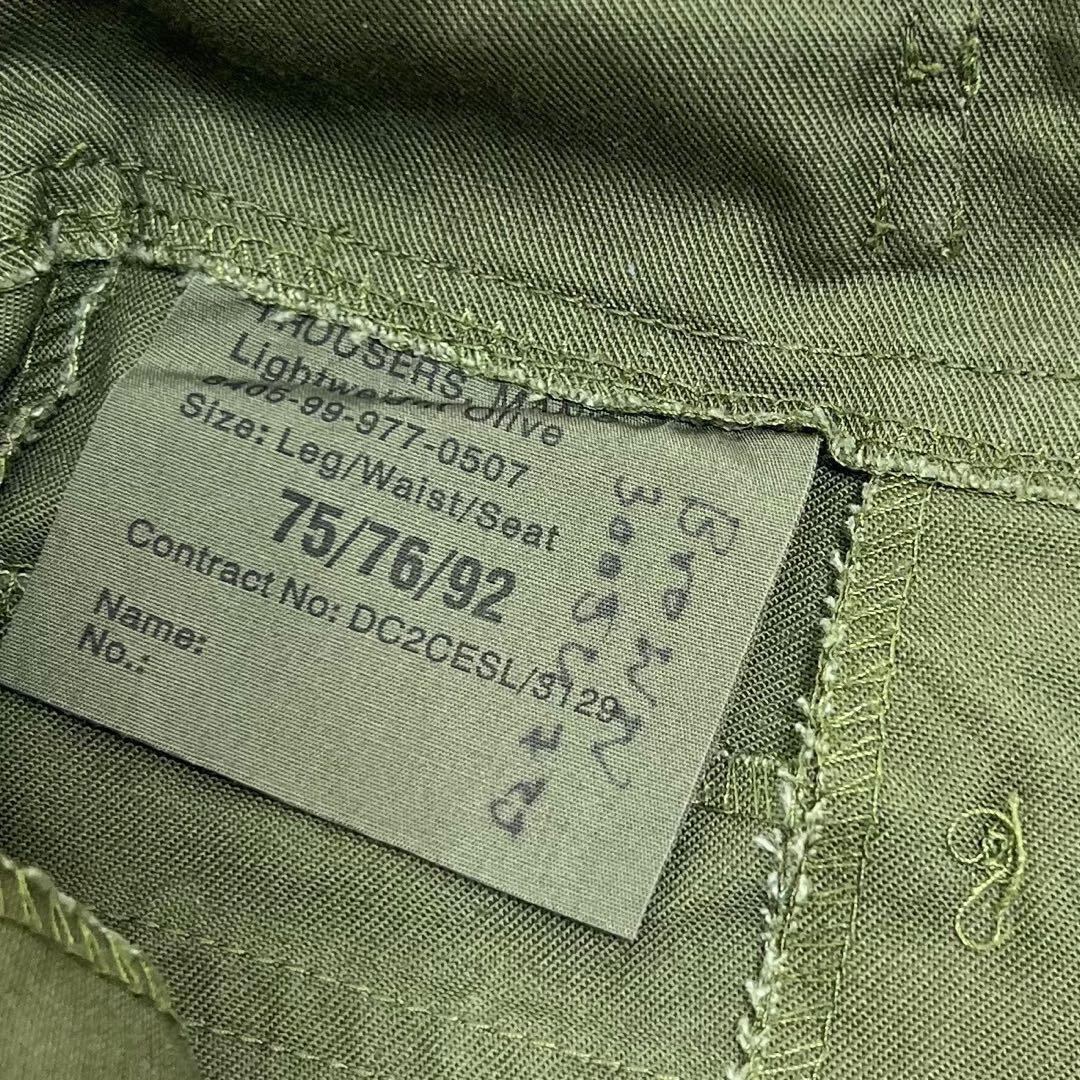 TROUSERS, MAN'S
Lightweight Olive
8405-99-977-0507
Size: Leg/Waist/Seat
75/76/92
Contract No: DC2CESL/3129
Name:
No.: